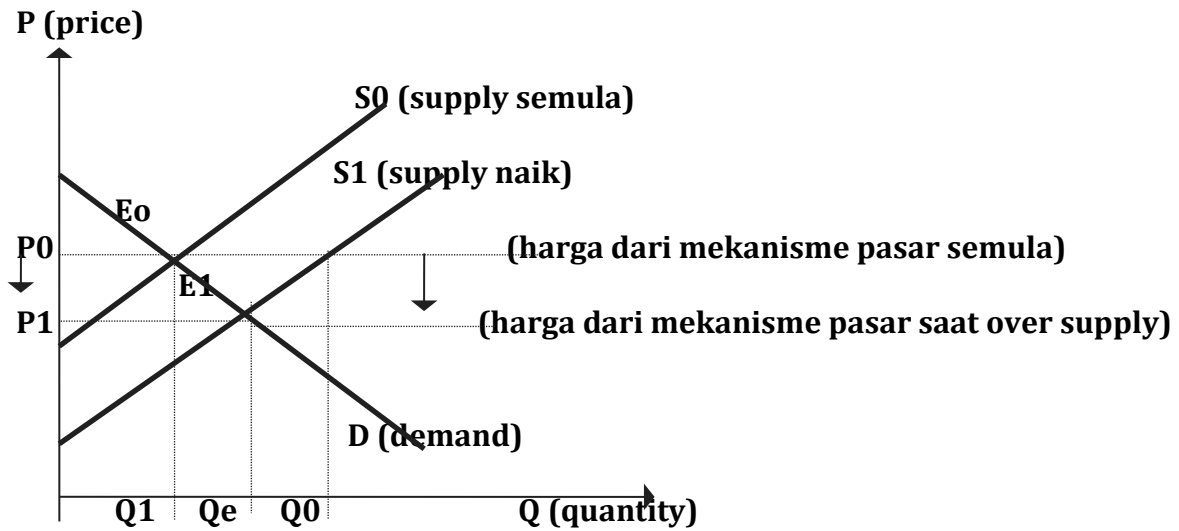 P (price)
S0 (supply semula)
S1 (supply naik)
Eo
P0 (harga dari mekanisme pasar semula)
E1
P1 (harga dari mekanisme pasar saat over supply)
D (demand)
Q1 Qe Q0 Q (quantity)